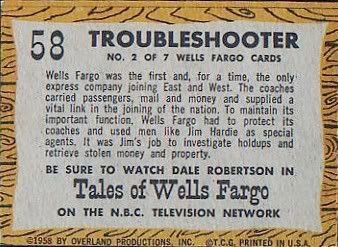 58 TROUBLESHOOTER
NO. 2 OF 7 WELLS FARGO CARDS
Wells Fargo was the first and, for a time, the only
express company joining East and West. The coaches
carried passengers, mail and money and supplied a
vital link in the joining of the nation. To maintain its
important function, Wells Fargo had to protect its
coaches and used men like Jim Hardie as special
agents. It was Jim's job to investigate holdups and
retrieve stolen money and property.
BE SURE TO WATCH DALE ROBERTSON IN
Tales of Wells Fargo
ON THE N.B.C. TELEVISION NETWORK
©1958 BY OVERLAND PRODUCTIONS, INC. ©T.C.G. PRINTED IN U.S.A.